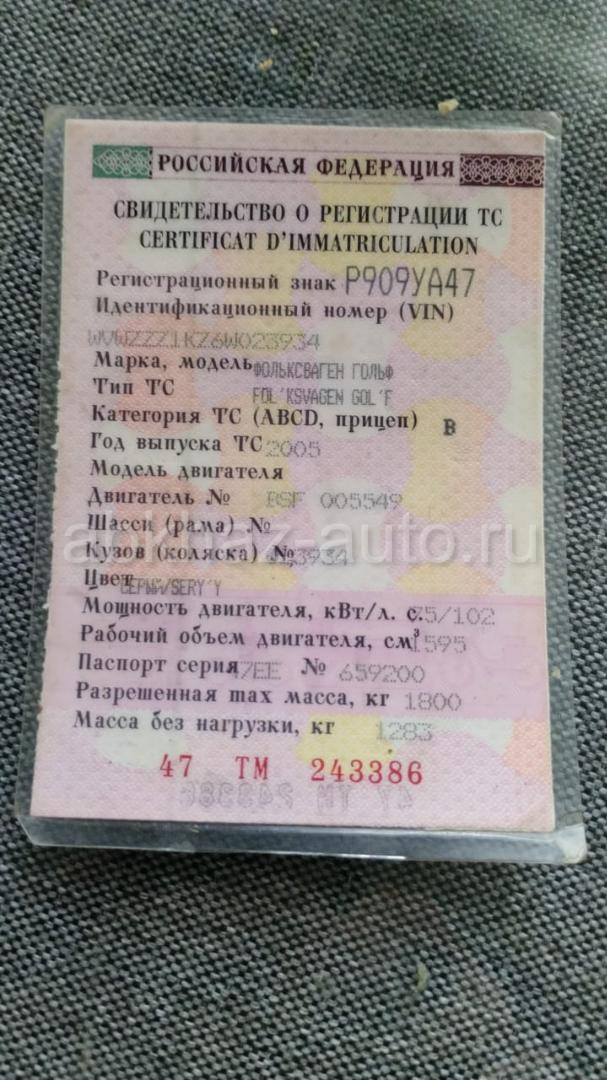 РОССИЙСКАЯ ФЕДЕРАЦИЯ
СВИДЕТЕЛЬСТВО О РЕГИСТРАЦИИ ТС
CERTIFICAT D'IMMATRICULATION
Регистрационный знак Р909УА47
Идентификационный номер (VIN)
WVWZZZ1KZ6W023934
Марка, модель ФОЛЬКСВАГЕН ГОЛЬФ
Тип ТС FOL'KSVAGEN GOL'F
Категория ТС (ABCD, прицеп) B
Год выпуска ТС 2005
Модель двигателя
Двигатель № BSF 005549
Шасси (рама) №
abkhaz-auto.ru
Кузов (коляска) №
Цвет СЕРЫЙ/SERY'Y
Мощность двигателя, кВт/л. с. 75/102
Рабочий объем двигателя, см³ 1595
Паспорт серия 47ЕЕ № 659200
Разрешенная max масса, кг 1800
Масса без нагрузки, кг 1283
47 ТМ 243386